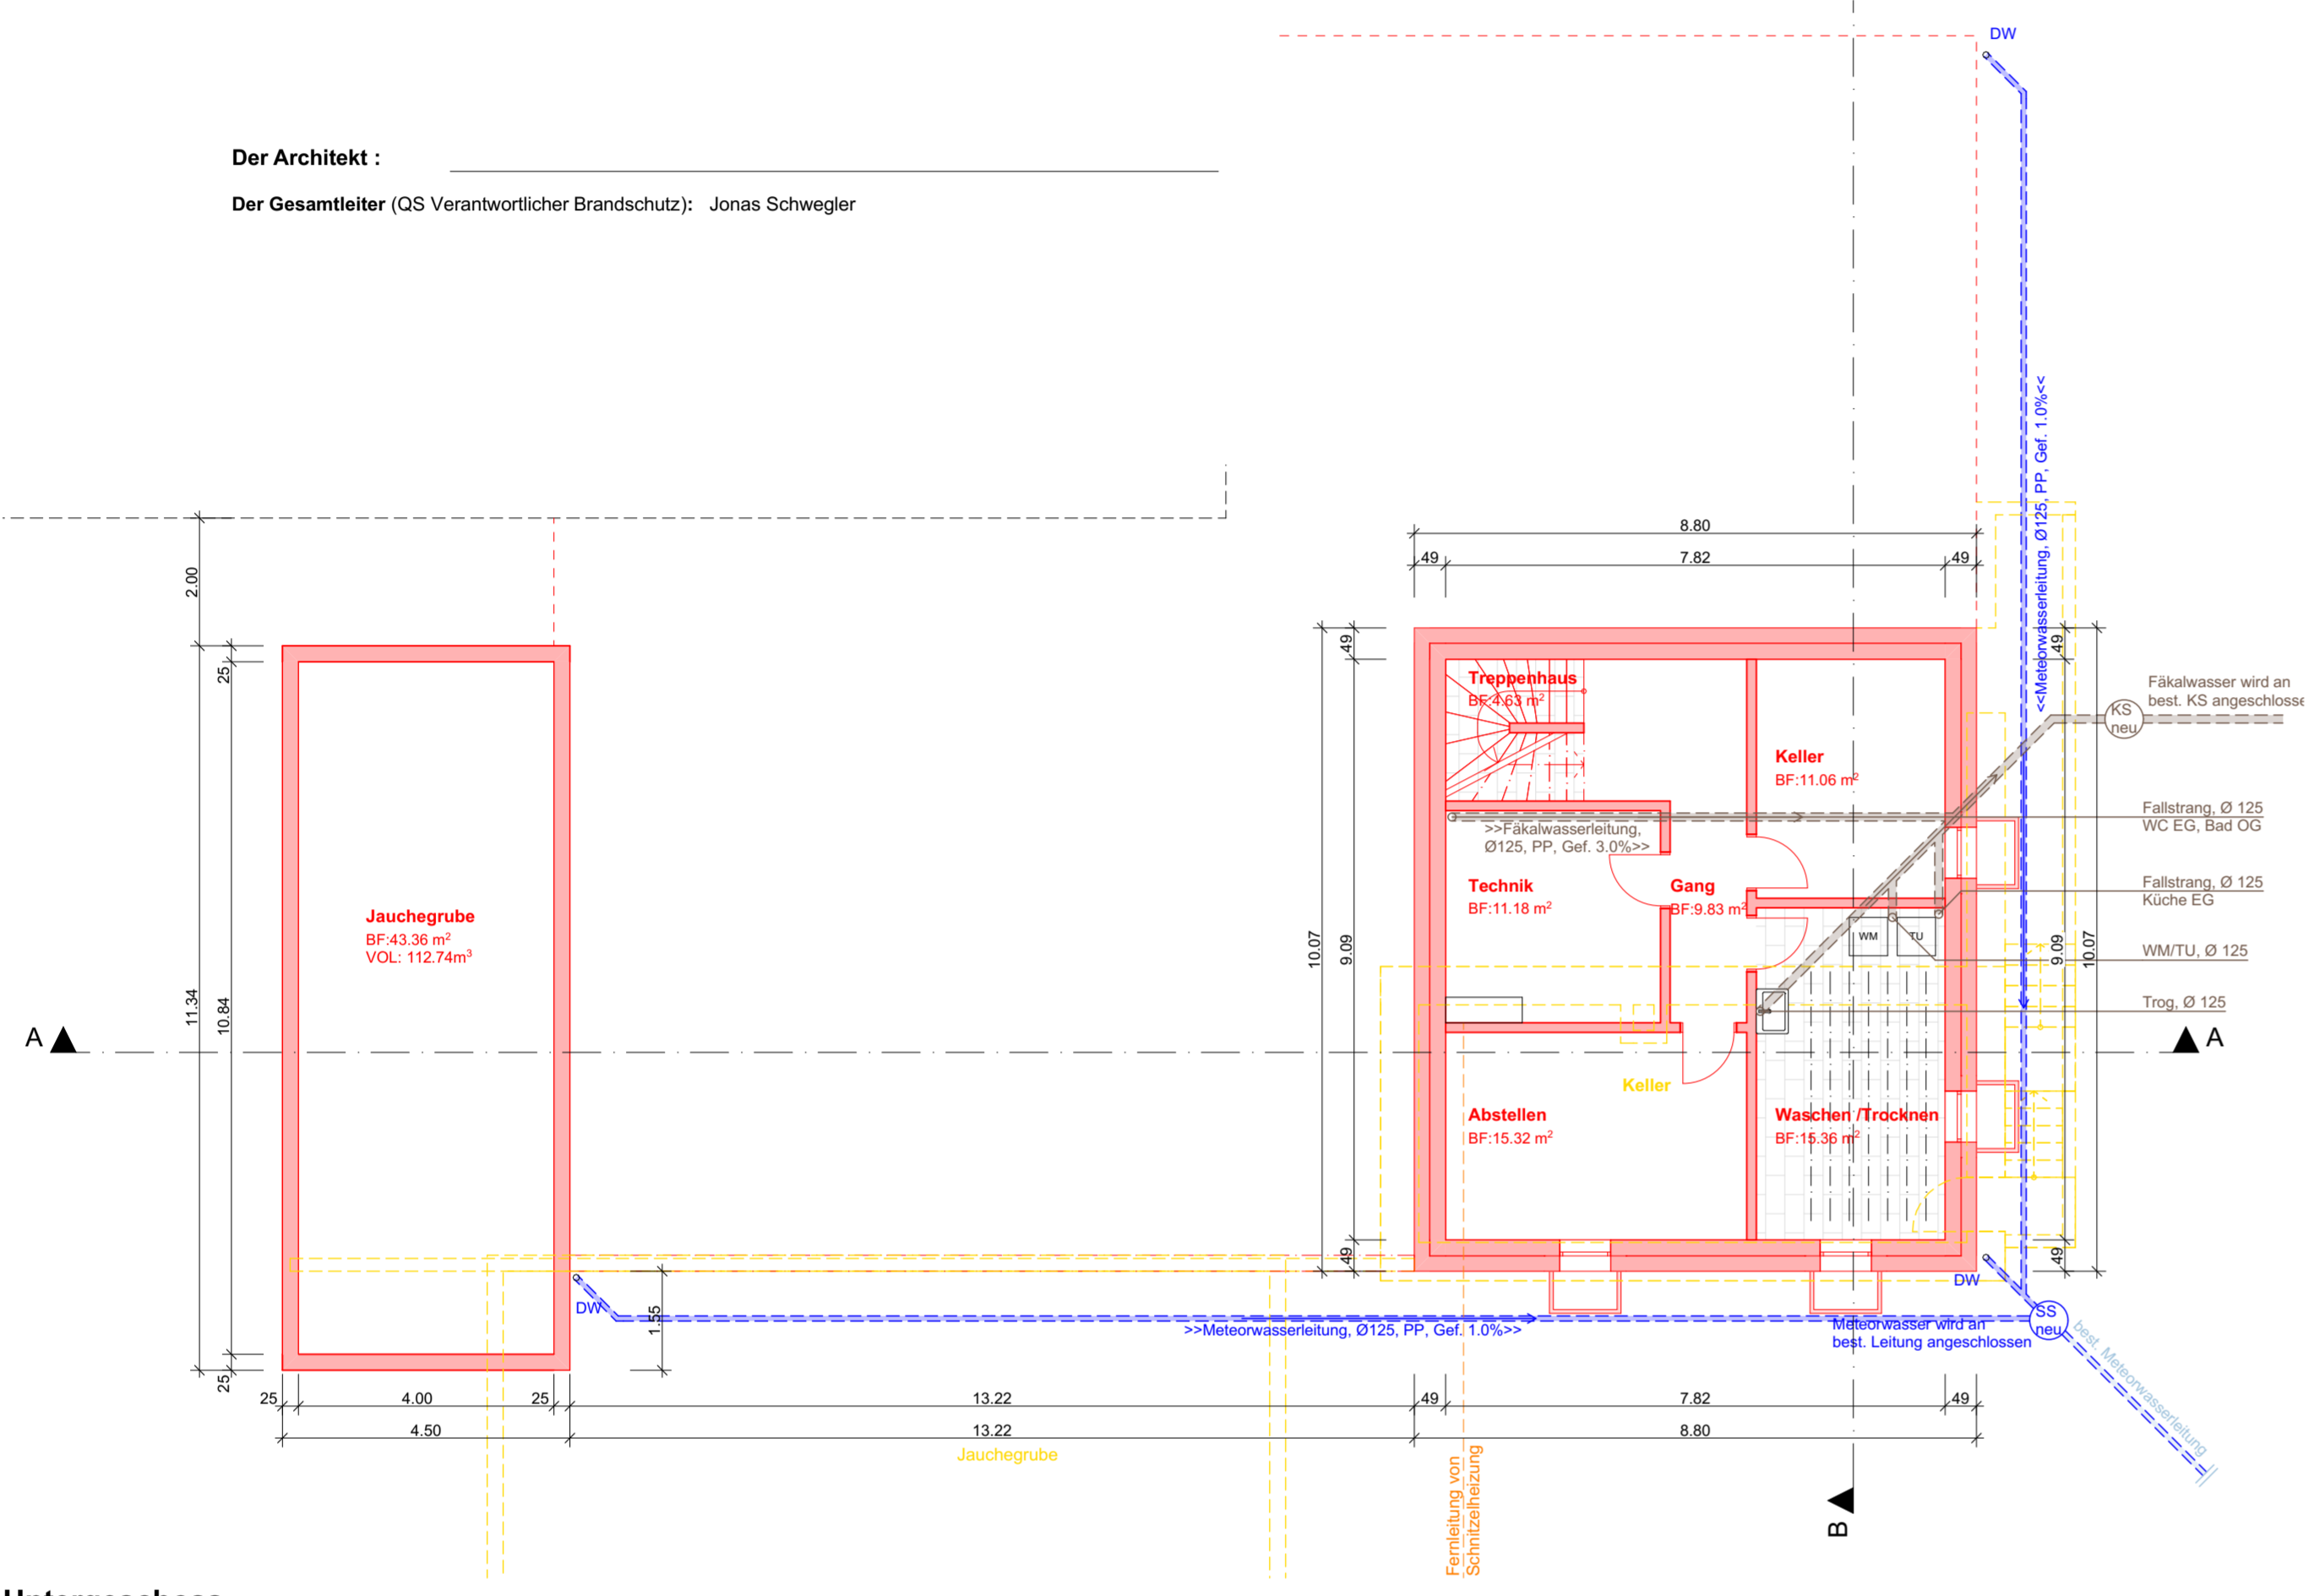 DW
Der Architekt :
Der Gesamtleiter (QS Verantwortlicher Brandschutz): Jonas Schwegler
<<Meteorwasserleitung, Ø125, PP, Gef. 1.0%<<
8.80
49 7.82 49
2.00
25
11.34
10.84
25
49
10.07
9.09
49
49
9.09
10.07
49
Treppenhaus
BF:4.63 m²
Keller
BF:11.06 m²
Fäkalwasser wird an
best. KS angeschlosse
KS
neu
>>Fäkalwasserleitung,
Ø125, PP, Gef. 3.0%>>
Fallstrang, Ø 125
WC EG, Bad OG
Fallstrang, Ø 125
Küche EG
WM/TU, Ø 125
Trog, Ø 125
Technik
BF:11.18 m²
Gang
BF:9.83 m²
WM
TU
Jauchegrube
BF:43.36 m²
VOL: 112.74m³
A
A
Keller
Abstellen
BF:15.32 m²
Waschen /Trocknen
BF:15.36 m²
DW
DW
1.55
>>Meteorwasserleitung, Ø125, PP, Gef. 1.0%>>
Meteorwasser wird an
best. Leitung angeschlossen
SS
neu
best. Meteorwasserleitung
25 4.00 25 13.22 49 7.82 49
4.50 13.22 8.80
Jauchegrube
Fernleitung von
Schnitzelheizung
B